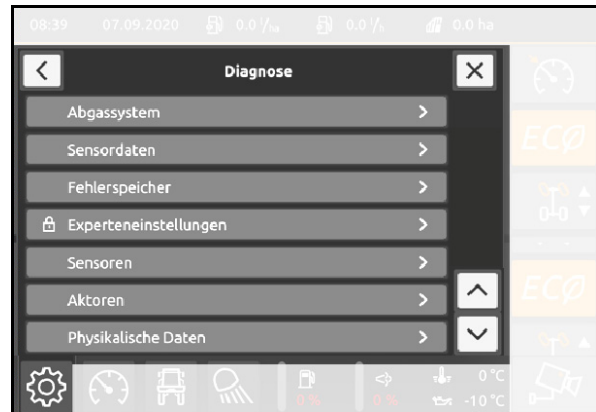 08:39 07.09.2020 0.0 l/ha 0.0 l/h 0.0 ha
Diagnose
Abgassystem
Sensordaten
ECO
Fehlerspeicher
Experteneinstellungen
Sensoren
Aktoren
ECO
Physikalische Daten
0 % 0 % 0 °C
-10 °C